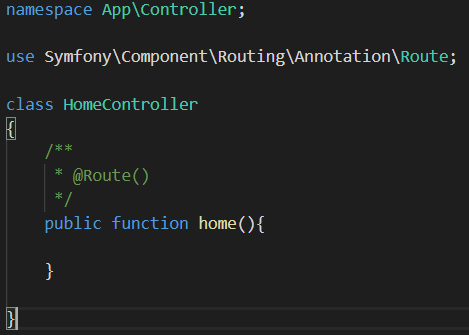 namespace App\Controller;
use Symfony\Component\Routing\Annotation\Route;
class HomeController
{
/**
* @Route()
*/
public function home(){
}
}